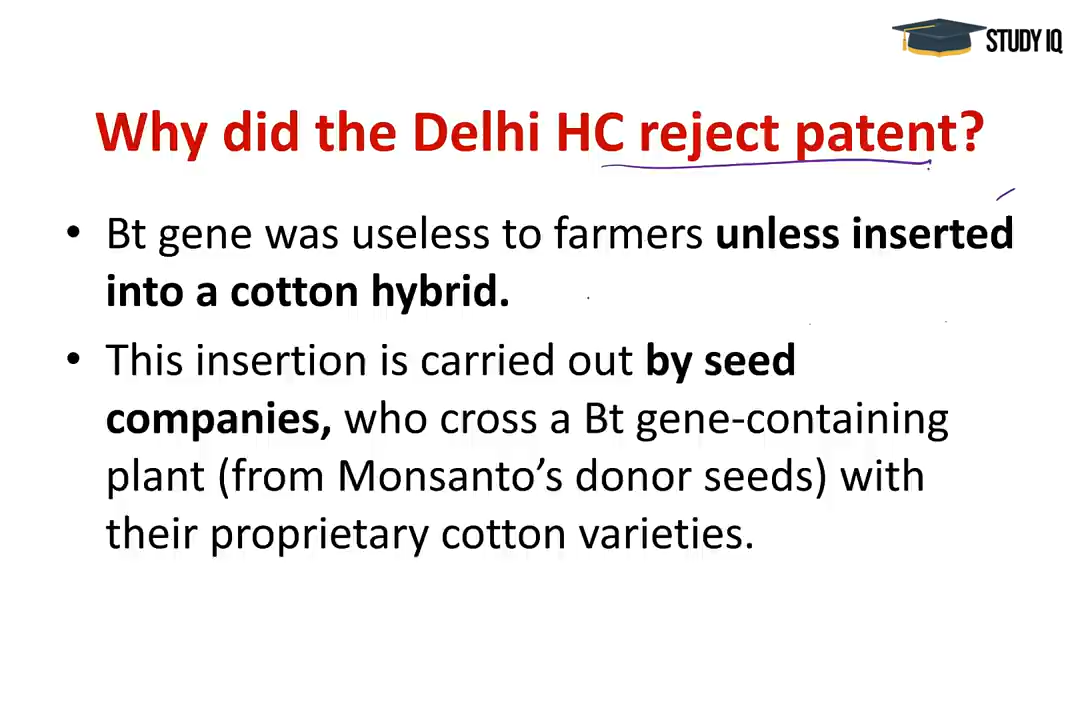 STUDY IQ
Why did the Delhi HC reject patent?
• Bt gene was useless to farmers unless inserted
into a cotton hybrid.
• This insertion is carried out by seed
companies, who cross a Bt gene-containing
plant (from Monsanto’s donor seeds) with
their proprietary cotton varieties.